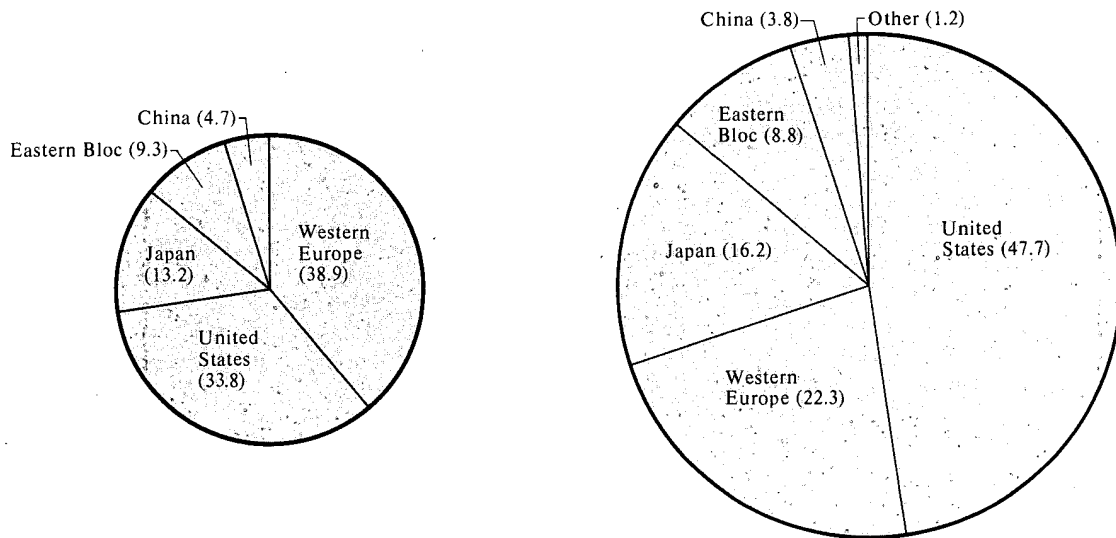 China (4.7)
Eastern Bloc (9.3)
Western
Europe
(38.9)
Japan
(13.2)
United
States
(33.8)
China (3.8)
Other (1.2)
Eastern
Bloc (8.8)
United
States (47.7)
Japan (16.2)
Western
Europe (22.3)